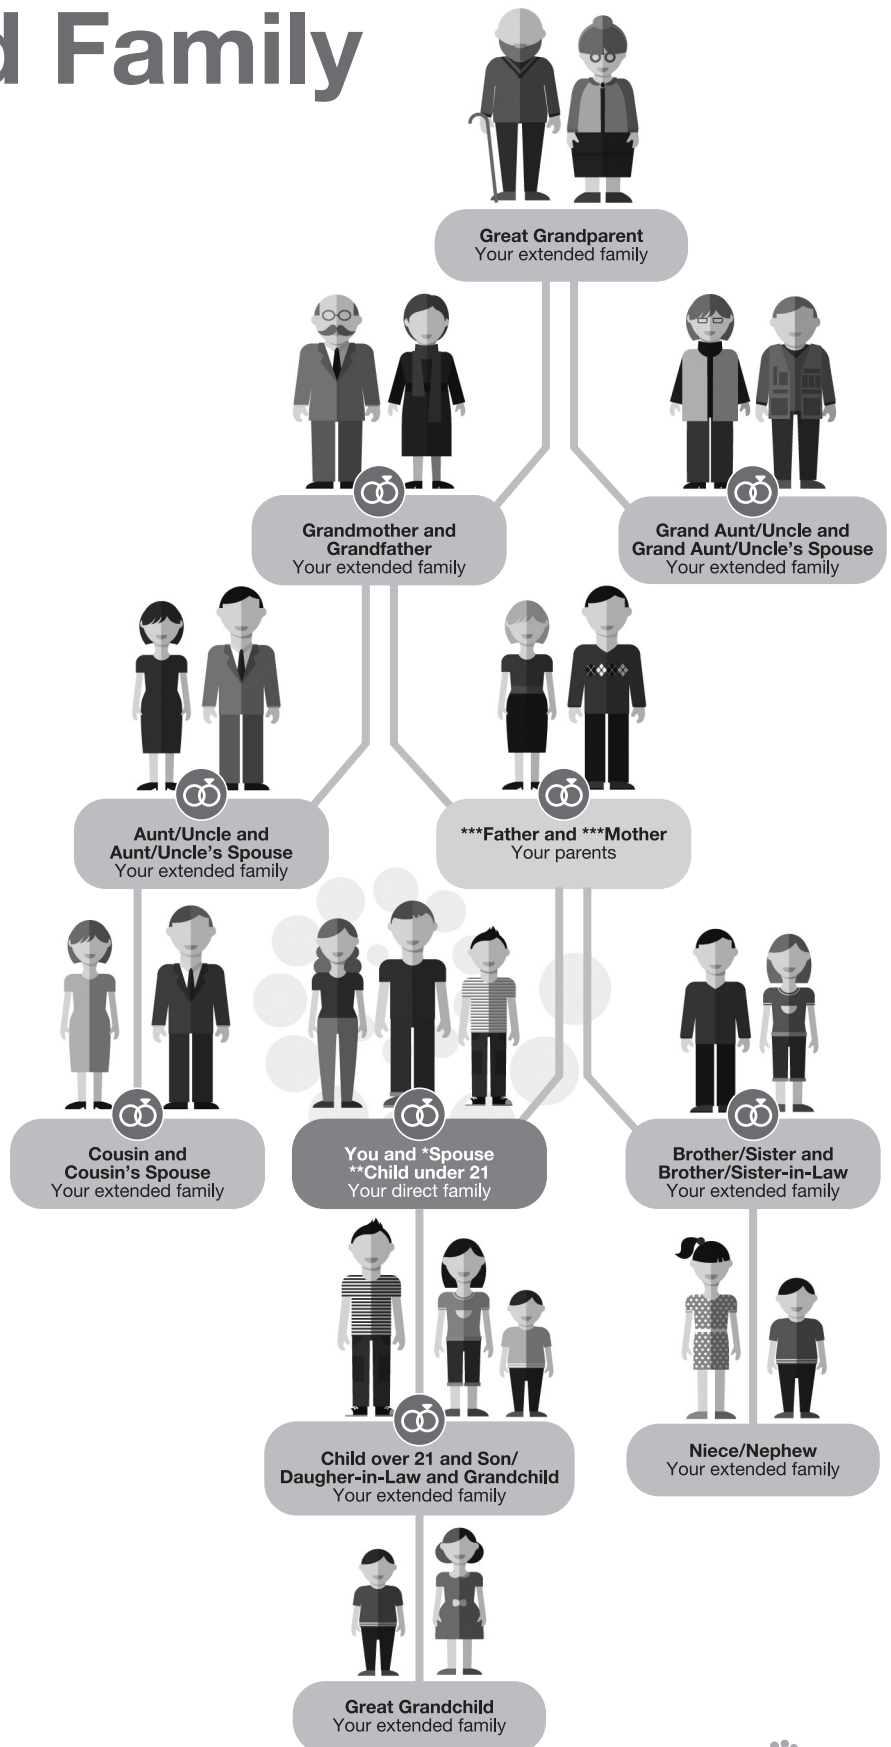 d Family
Great Grandparent
Your extended family
Grandmother and
Grandfather
Your extended family
Grand Aunt/Uncle and
Grand Aunt/Uncle's Spouse
Your extended family
Aunt/Uncle and
Aunt/Uncle's Spouse
Your extended family
***Father and ***Mother
Your parents
Cousin and
Cousin's Spouse
Your extended family
You and *Spouse
**Child under 21
Your direct family
Brother/Sister and
Brother/Sister-in-Law
Your extended family
Child over 21 and Son/
Daugher-in-Law and Grandchild
Your extended family
Niece/Nephew
Your extended family
Great Grandchild
Your extended family